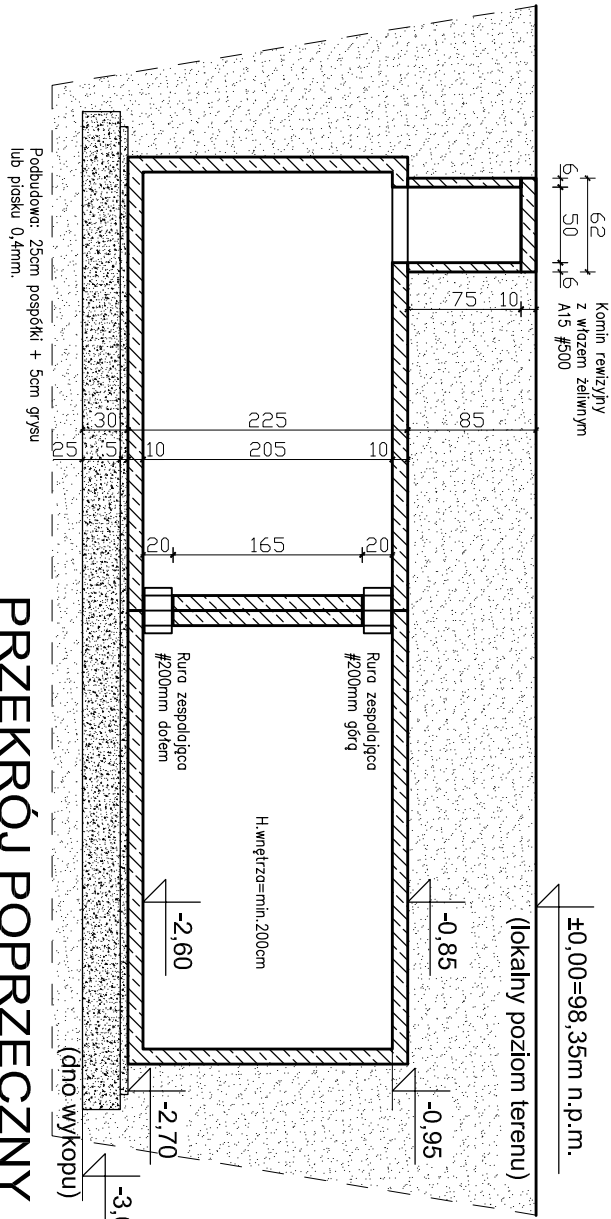 Komin rewizyjny
z włazem żeliwnym
A15 #500
62
6 50 6
75 10
±0,00=98,35m n.p.m.
(lokalny poziom terenu)
30 225 85
25 5 10 205 10
20 165 20
Rura zespalająca
#200mm górą
Rura zespalająca
#200mm dołem
H.wnętrza=min.200cm
-0,85
-0,95
-2,60
-2,70
(dno wykopu)
Podbudowa: 25cm pospółki + 5cm grysu
lub piasku 0,4mm.
PRZEKRÓJ POPRZECZNY